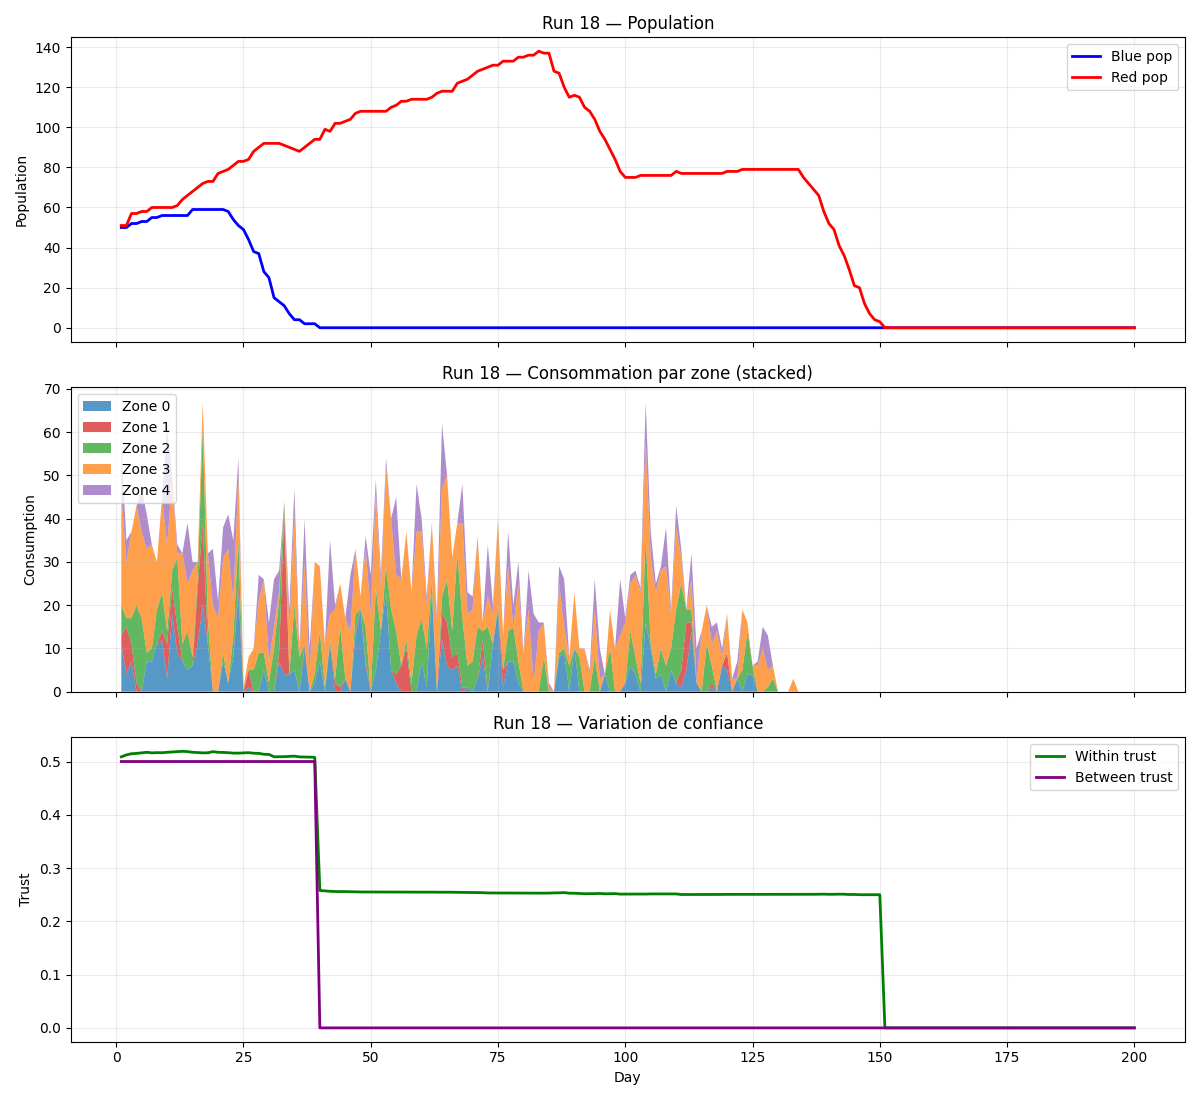 Run 18 — Population
Population
140
120
100
80
60
40
20
0
Blue pop
Red pop
Run 18 — Consommation par zone (stacked)
Consumption
70
60
50
40
30
20
10
0
Zone 0
Zone 1
Zone 2
Zone 3
Zone 4
Run 18 — Variation de confiance
Trust
0.5
0.4
0.3
0.2
0.1
0.0
Within trust
Between trust
0 25 50 75 100 125 150 175 200
Day